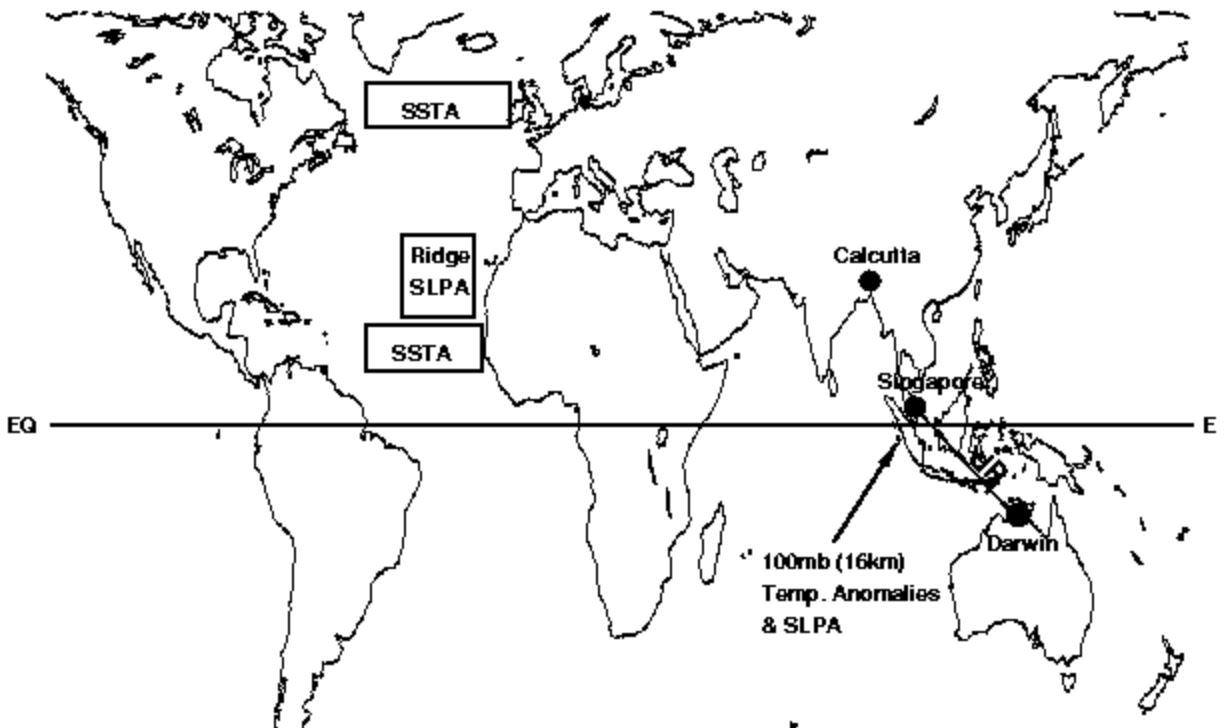 SSTA
Ridge
SLPA
Calcutta
SSTA
Singapore
EQ
E
100mb (16km)
Temp. Anomalies
& SLPA
Darwin